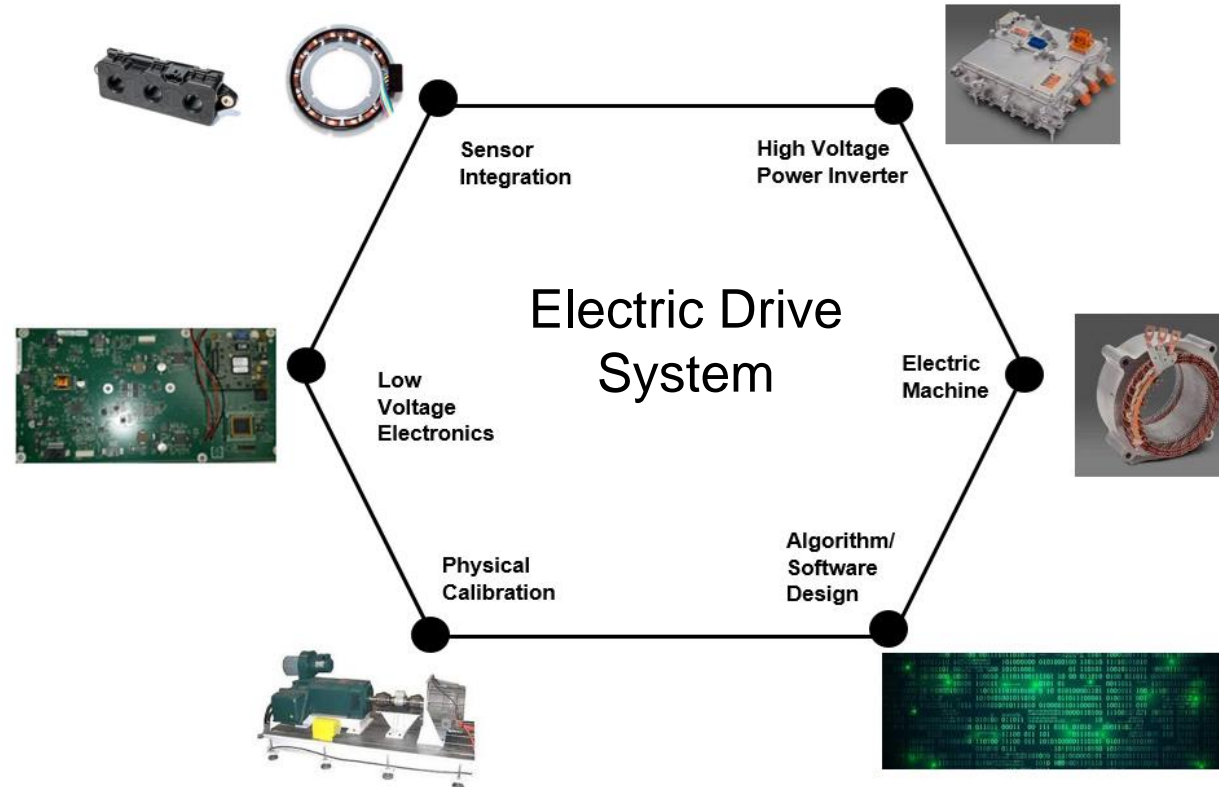 Sensor
Integration
High Voltage
Power Inverter
Electric Drive
System
Low
Voltage
Electronics
Electric
Machine
Physical
Calibration
Algorithm/
Software
Design